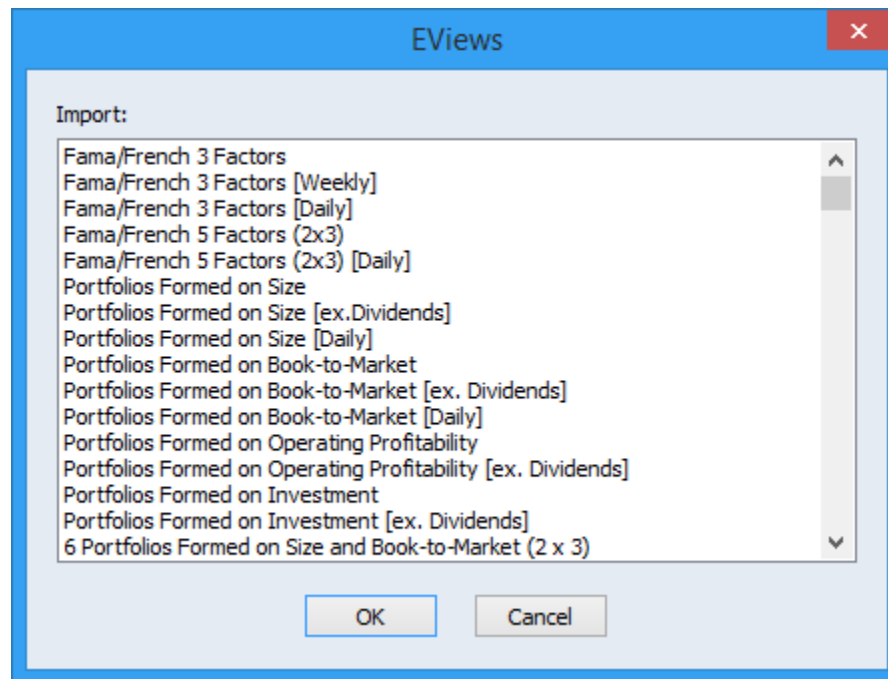 EViews
Import:
Fama/French 3 Factors
Fama/French 3 Factors [Weekly]
Fama/French 3 Factors [Daily]
Fama/French 5 Factors (2x3)
Fama/French 5 Factors (2x3) [Daily]
Portfolios Formed on Size
Portfolios Formed on Size [ex.Dividends]
Portfolios Formed on Size [Daily]
Portfolios Formed on Book-to-Market
Portfolios Formed on Book-to-Market [ex. Dividends]
Portfolios Formed on Book-to-Market [Daily]
Portfolios Formed on Operating Profitability
Portfolios Formed on Operating Profitability [ex. Dividends]
Portfolios Formed on Investment
Portfolios Formed on Investment [ex. Dividends]
6 Portfolios Formed on Size and Book-to-Market (2 x 3)
OK Cancel